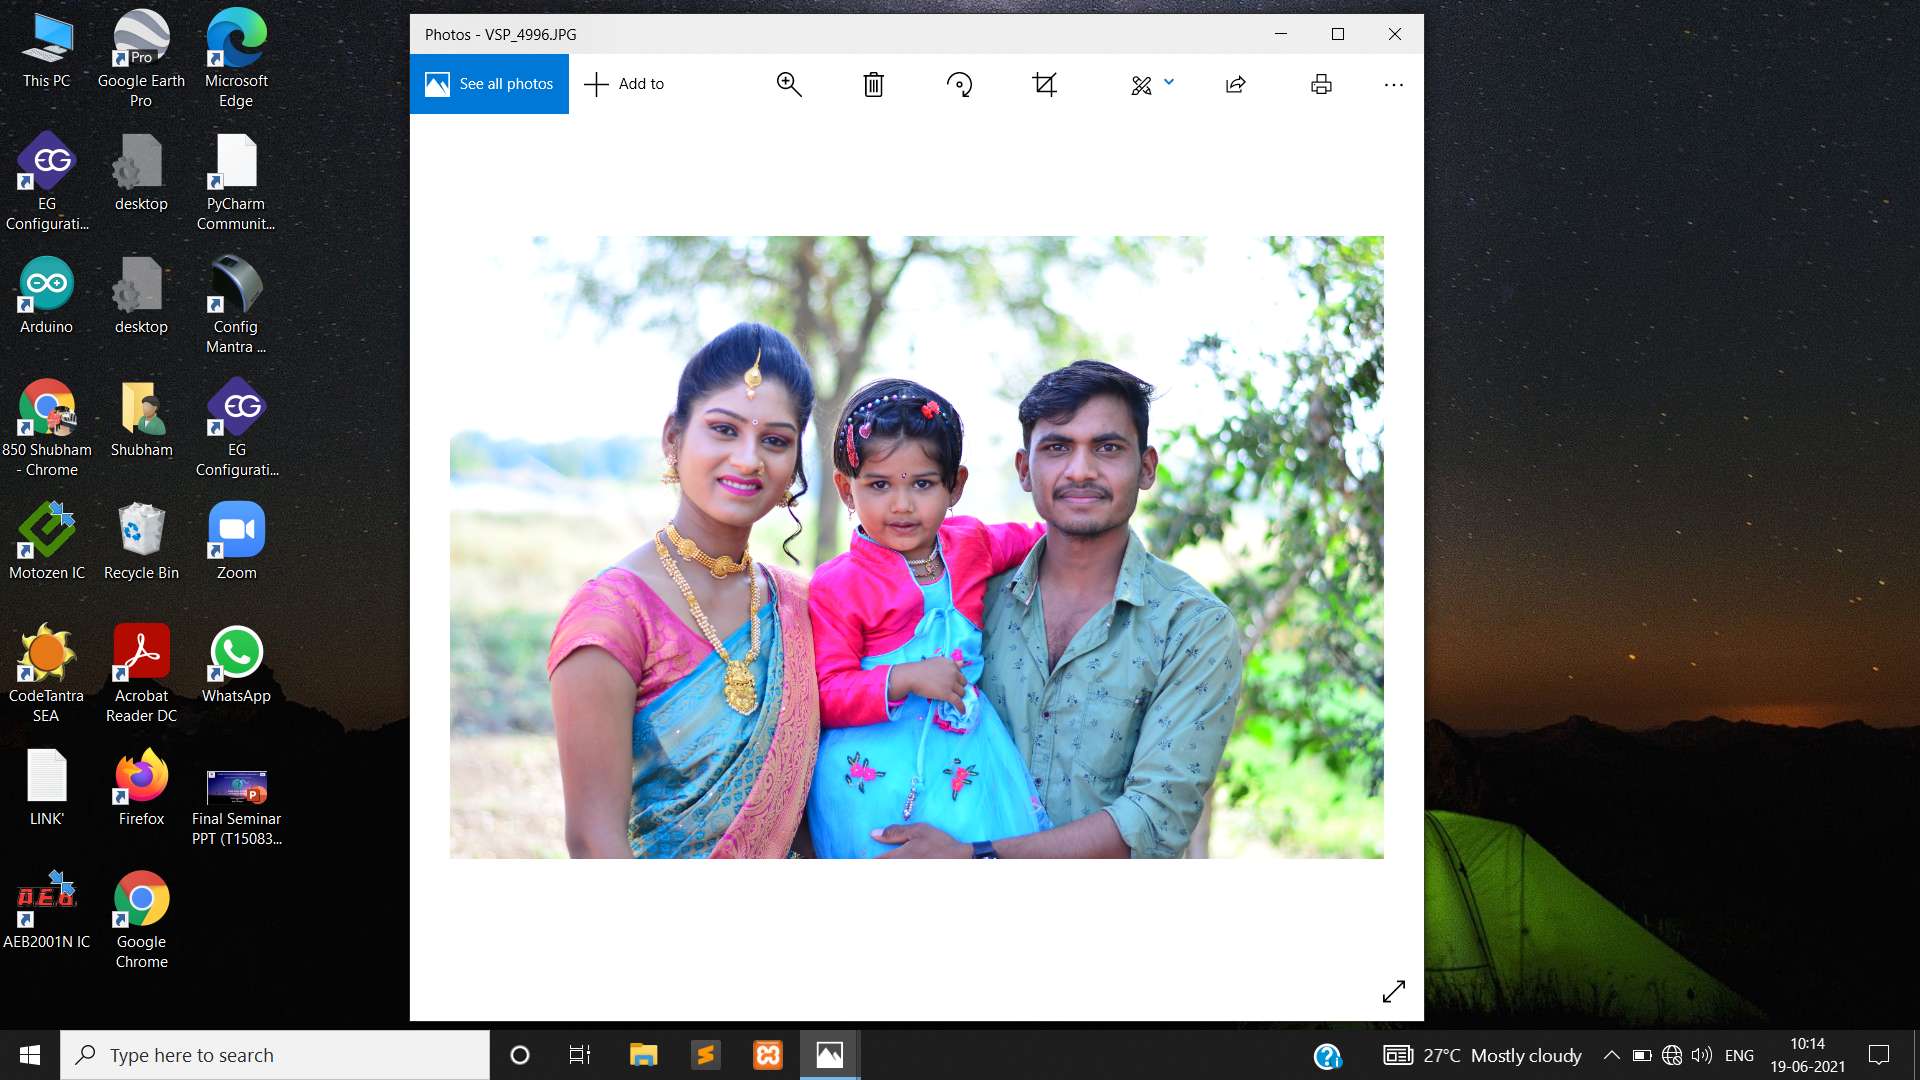 Photos - VSP_4996.JPG
See all photos
Add to
This PC
Google Earth
Pro
Pro
Microsoft
Edge
EG
EG
Configurati...
desktop
PyCharm
Communit...
Arduino
desktop
Config
Mantra ...
850 Shubham
- Chrome
Shubham
EG
EG
Configurati...
Motozen IC
Recycle Bin
Zoom
CodeTantra
SEA
Acrobat
Reader DC
WhatsApp
LINK'
Firefox
P
Final Seminar
PPT (T15083...
AEB2001N IC
Google
Chrome
Type here to search
27°C Mostly cloudy
ENG
10:14
19-06-2021